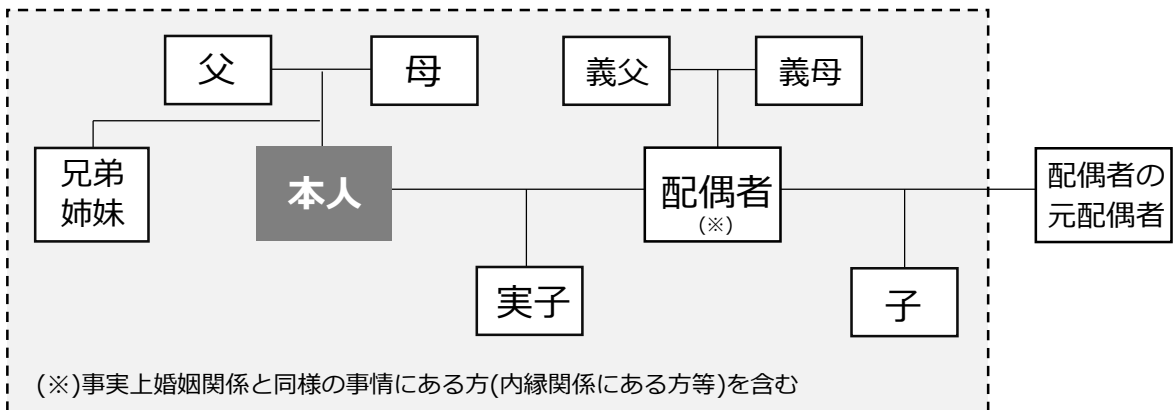 父
母
義父
義母
兄弟
姉妹
本人
配偶者
(※)
配偶者の
元配偶者
実子
子
(※)事実上婚姻関係と同様の事情にある方(内縁関係にある方等)を含む